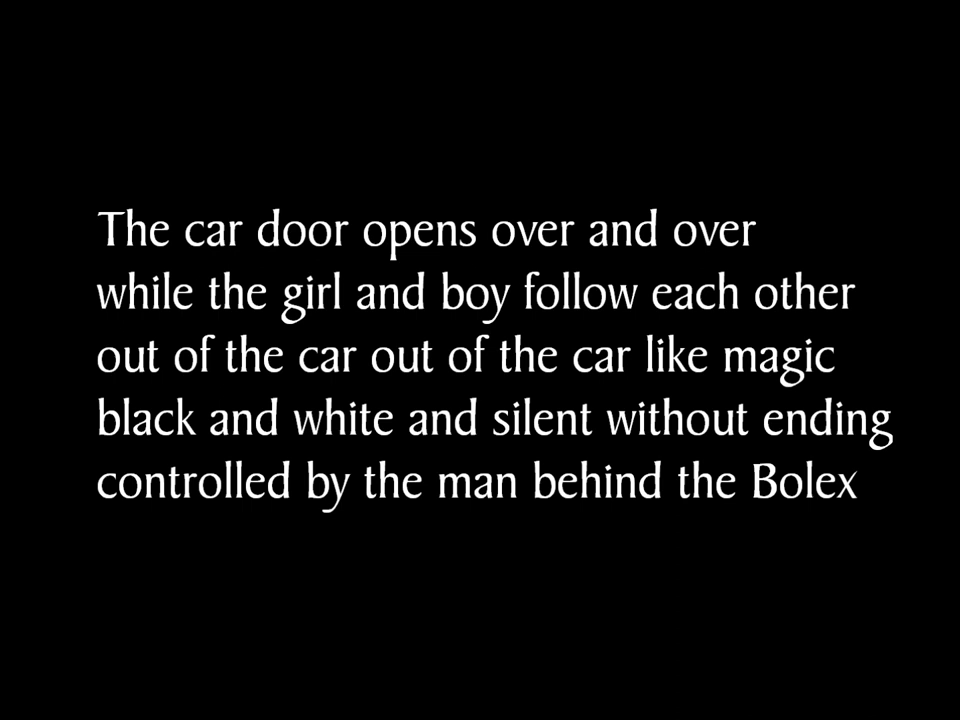 The car door opens over and over
while the girl and boy follow each other
out of the car out of the car like magic
black and white and silent without ending
controlled by the man behind the Bolex